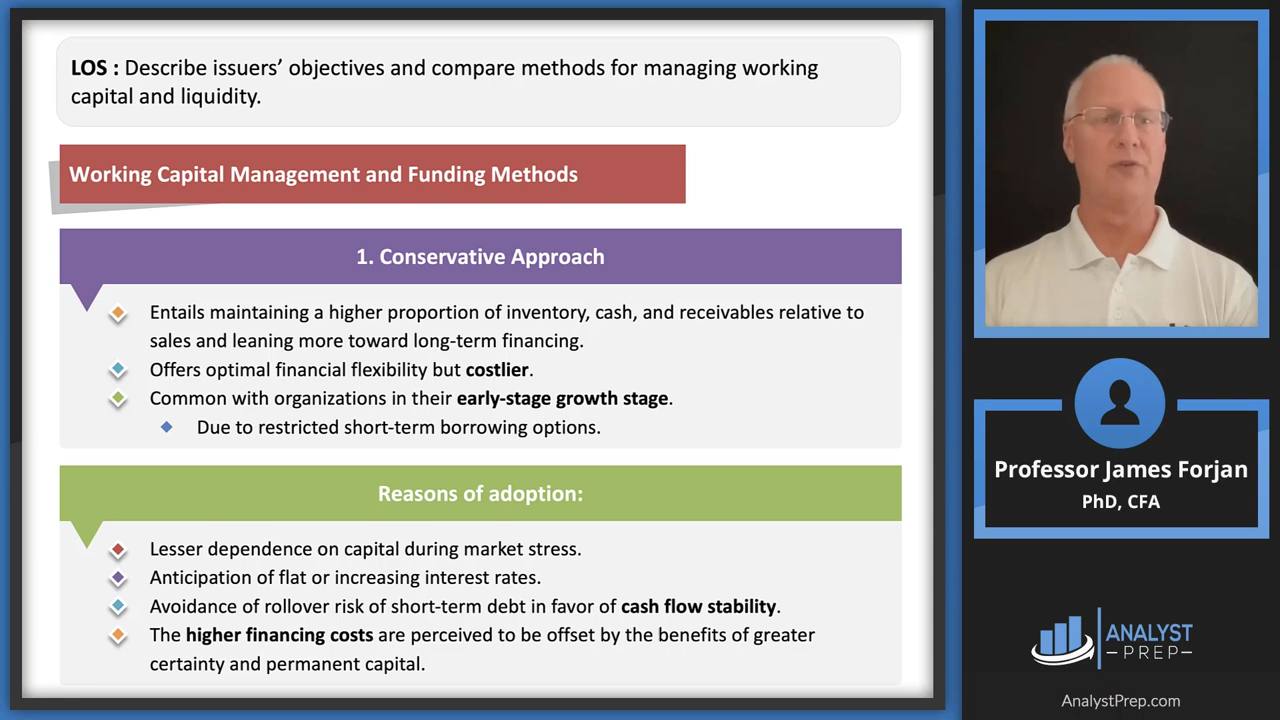 LOS : Describe issuers’ objectives and compare methods for managing working
capital and liquidity.
Working Capital Management and Funding Methods
1. Conservative Approach
Entails maintaining a higher proportion of inventory, cash, and receivables relative to
sales and leaning more toward long-term financing.
Offers optimal financial flexibility but costlier.
Common with organizations in their early-stage growth stage.
Due to restricted short-term borrowing options.
Reasons of adoption:
Lesser dependence on capital during market stress.
Anticipation of flat or increasing interest rates.
Avoidance of rollover risk of short-term debt in favor of cash flow stability.
The higher financing costs are perceived to be offset by the benefits of greater
certainty and permanent capital.
Professor James Forjan
PhD, CFA
ANALYST
PREP
AnalystPrep.com